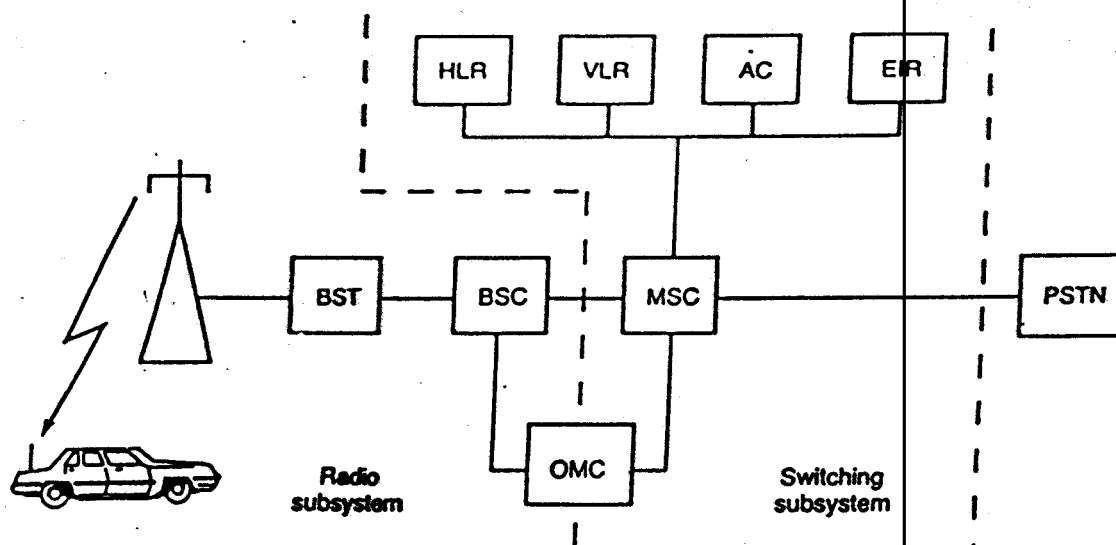 HLR
VLR
AC
EIR
BST
BSC
MSC
PSTN
OMC
Radio
subsystem
Switching
subsystem